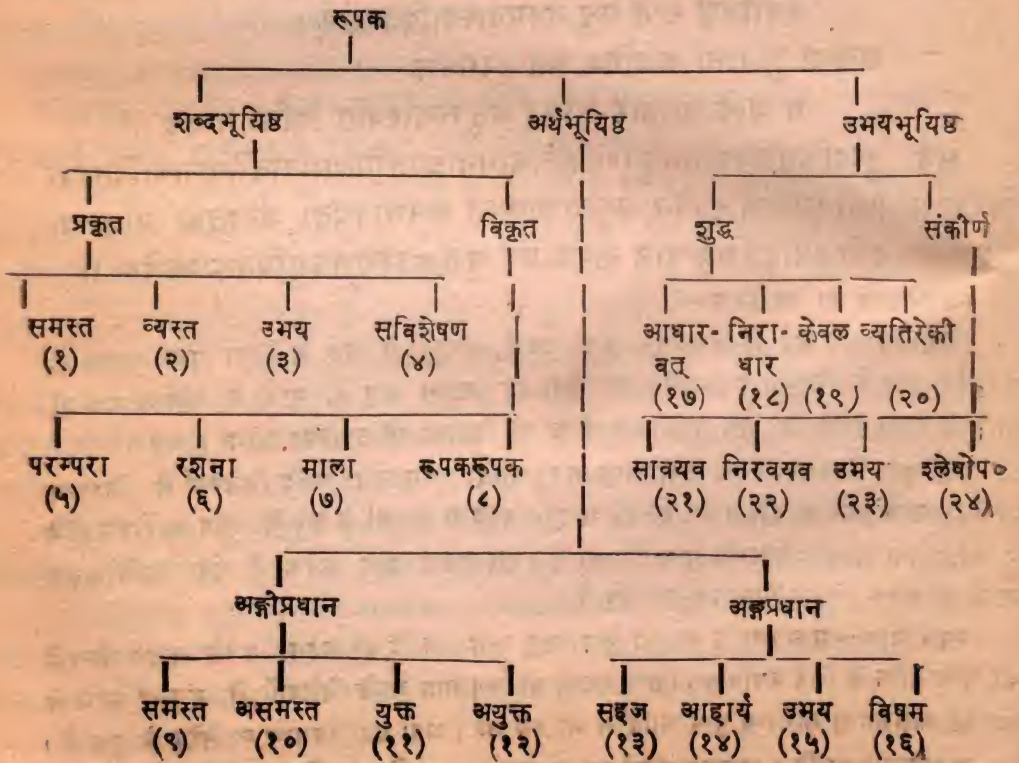 रूपक
शब्दभूयिष्ठ अर्थभूयिष्ठ उभयभूयिष्ठ
प्रकृत विकृत शुद्ध संकीर्ण
समस्त व्यस्त उभय सविशेषण आधार- निरा- केवल व्यतिरेकी
(१) (२) (३) (४) वत् धार
(१७) (१८) (१९) (२०)
परम्परा रशना माला रूपकरूपक सावयव निरवयव उभय श्लेषोप०
(५) (६) (७) (८) (२१) (२२) (२३) (२४)
अङ्गीप्रधान अङ्गप्रधान
समस्त असमस्त युक्त अयुक्त सहज आहार्य उभय विषम
(९) (१०) (११) (१२) (१३) (१४) (१५) (१६)